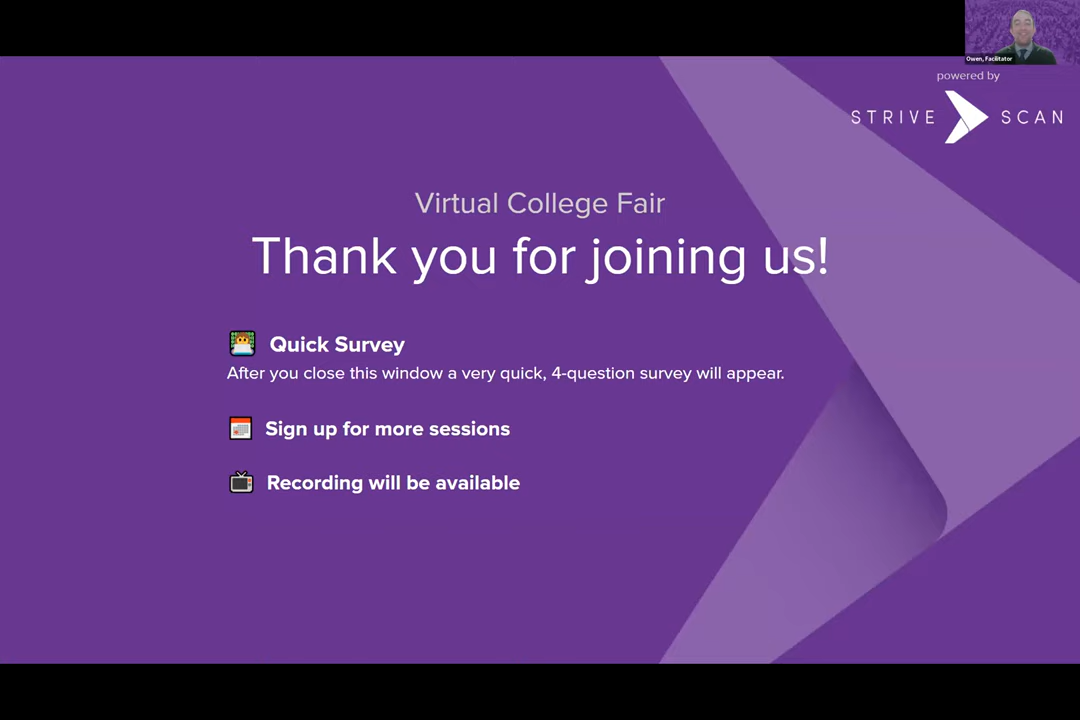 Owen, Facilitator
powered by
STRIVE SCAN
Virtual College Fair
Thank you for joining us!
Quick Survey
After you close this window a very quick, 4-question survey will appear.
Sign up for more sessions
Recording will be available